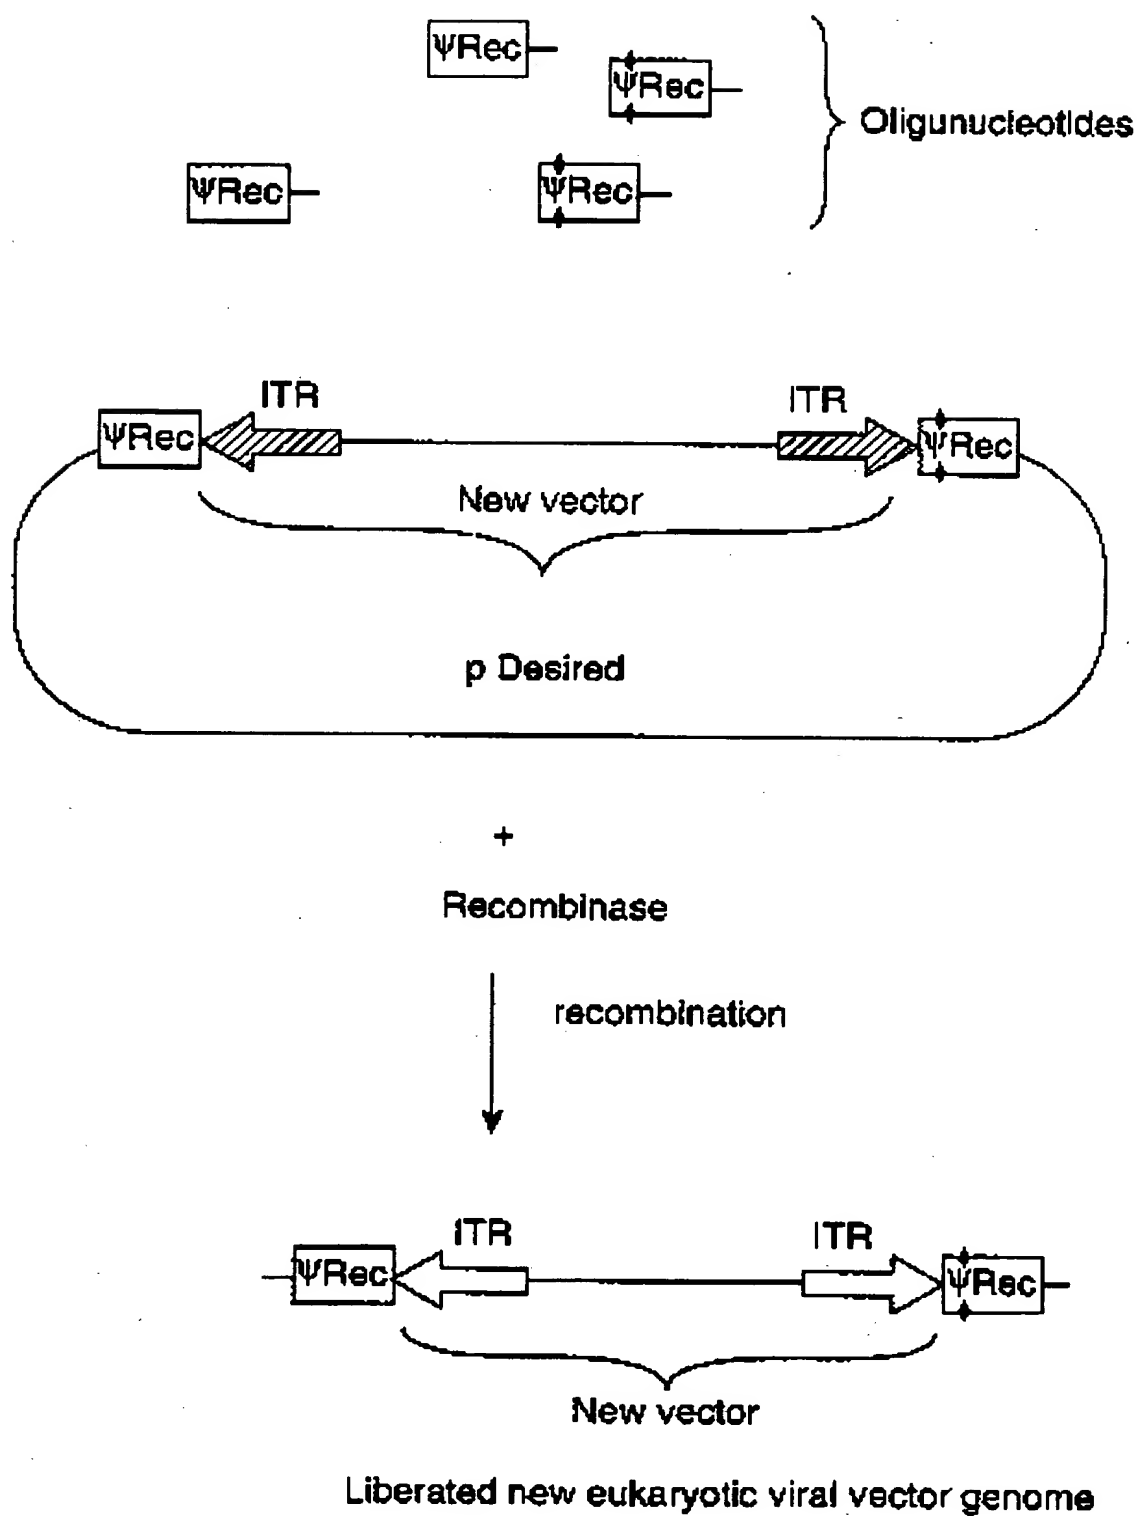 ΨRec
ΨRec
Oligunucleotides
ΨRec
ΨRec
ITR
ITR
ΨRec
ΨRec
New vector
p Desired
+
Recombinase
recombination
ITR
ITR
ΨRec
ΨRec
New vector
Liberated new eukaryotic viral vector genome